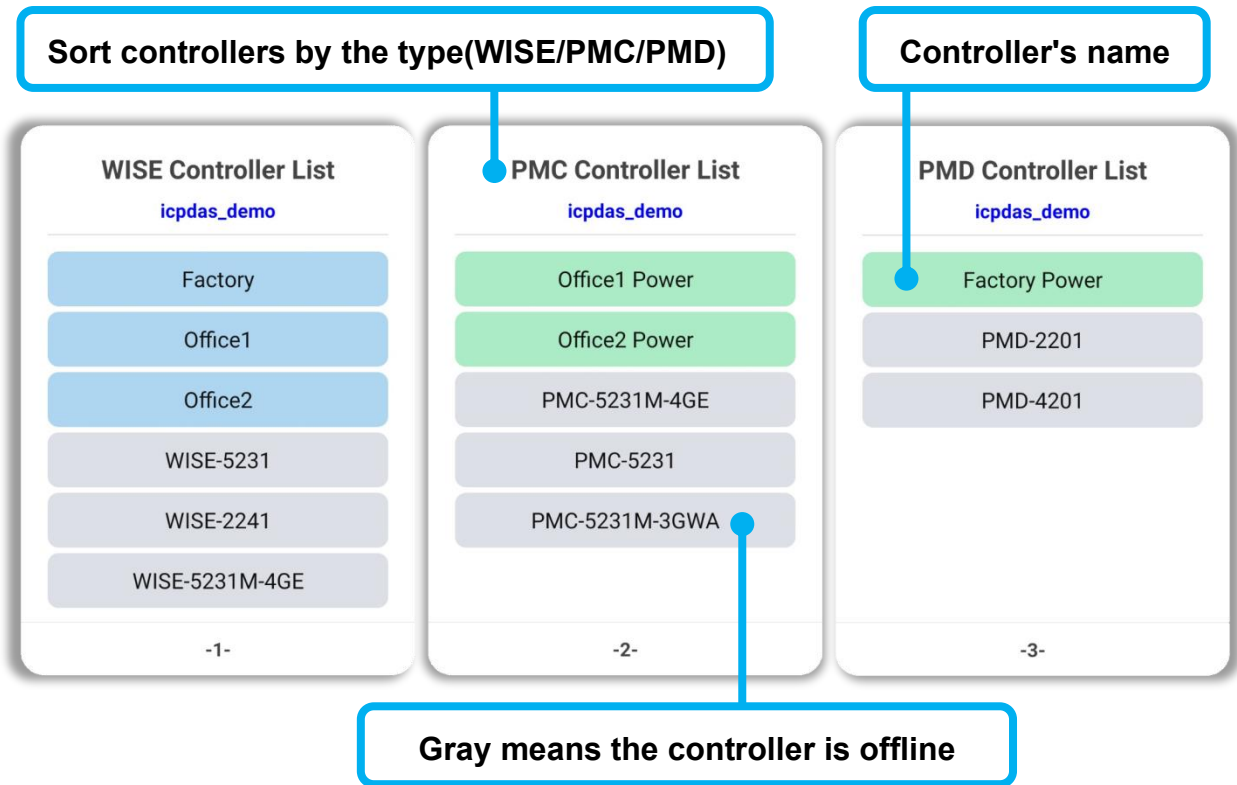 Sort controllers by the type(WISE/PMC/PMD)
Controller's name
WISE Controller List
icpdas_demo
Factory
Office1
Office2
WISE-5231
WISE-2241
WISE-5231M-4GE
-1-
PMC Controller List
icpdas_demo
Office1 Power
Office2 Power
PMC-5231M-4GE
PMC-5231
PMC-5231M-3GWA
-2-
PMD Controller List
icpdas_demo
Factory Power
PMD-2201
PMD-4201
-3-
Gray means the controller is offline